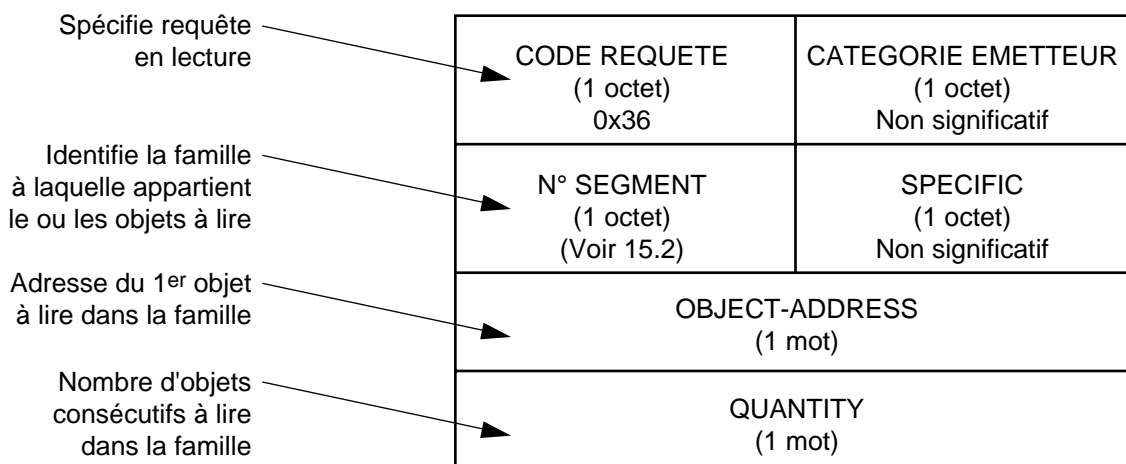 Spécifie requête
en lecture
CODE REQUETE
(1 octet)
0x36
CATEGORIE EMETTEUR
(1 octet)
Non significatif
Identifie la famille
à laquelle appartient
le ou les objets à lire
N° SEGMENT
(1 octet)
(Voir 15.2)
SPECIFIC
(1 octet)
Non significatif
Adresse du 1er objet
à lire dans la famille
OBJECT-ADDRESS
(1 mot)
Nombre d'objets
consécutifs à lire
dans la famille
QUANTITY
(1 mot)